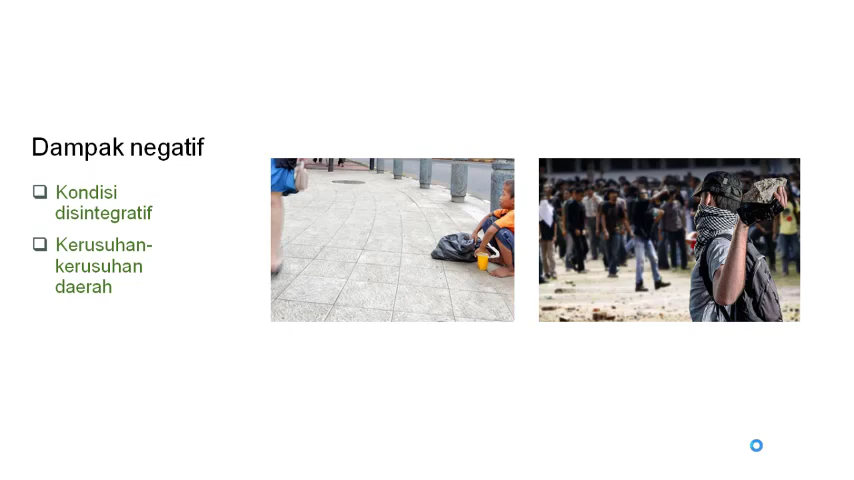 Dampak negatif
Kondisi
disintegratif
Kerusuhan-
kerusuhan
daerah